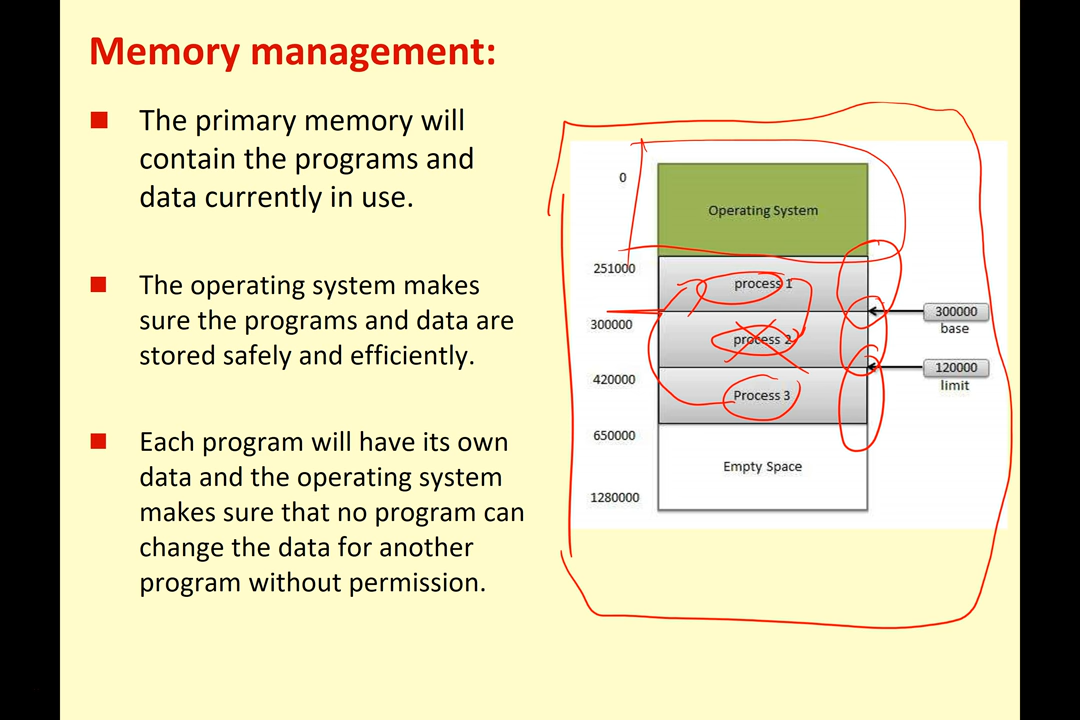 Memory management:
The primary memory will
contain the programs and
data currently in use.
The operating system makes
sure the programs and data are
stored safely and efficiently.
Each program will have its own
data and the operating system
makes sure that no program can
change the data for another
program without permission.
0
Operating System
251000
process 1
300000
300000
base
process 2
420000
120000
limit
Process 3
650000
Empty Space
1280000